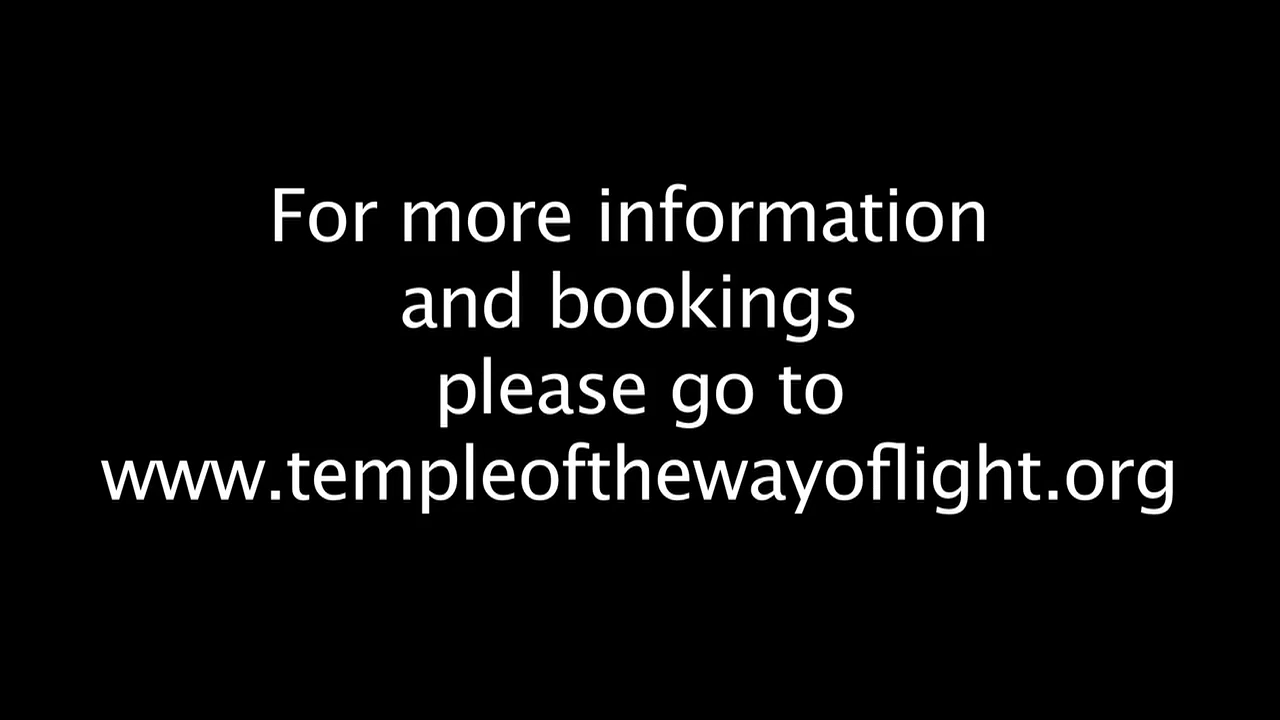 For more information
and bookings
please go to
www.templeofthewayoflight.org